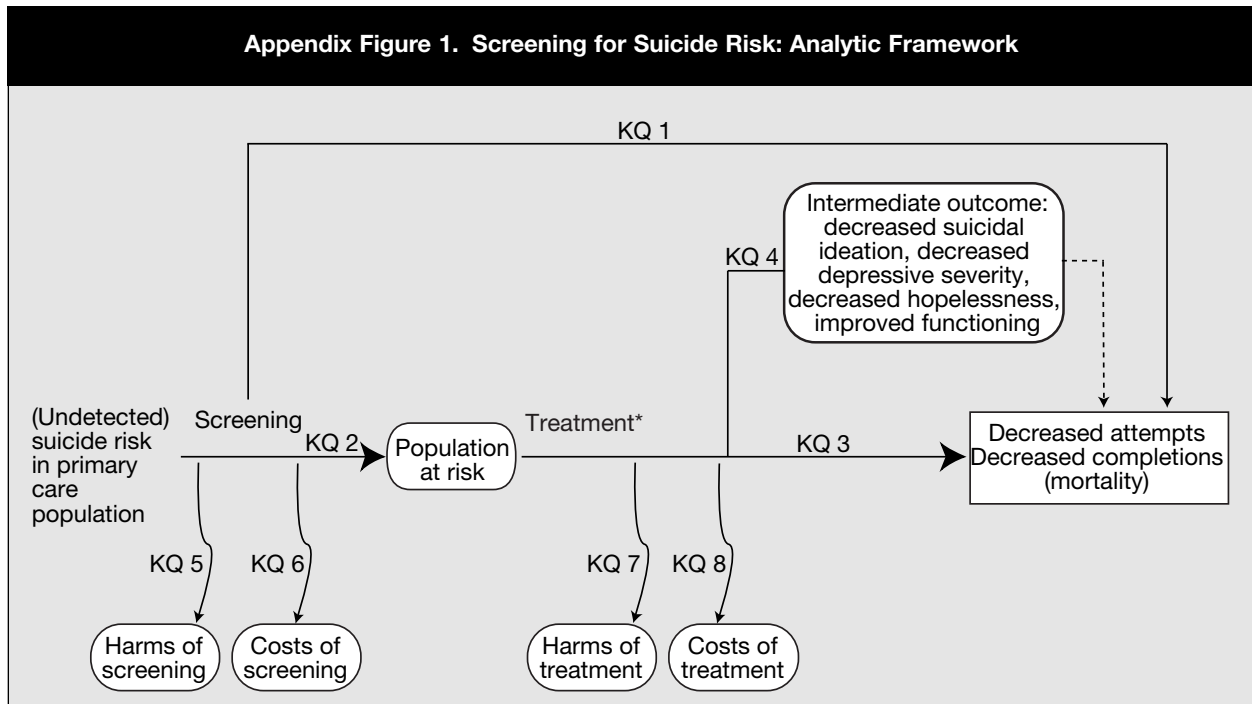 Appendix Figure 1. Screening for Suicide Risk: Analytic Framework
KQ 1
Intermediate outcome:
decreased suicidal
ideation, decreased
depressive severity,
decreased hopelessness,
improved functioning
KQ 4
(Undetected)
suicide risk
in primary
care
population
Screening
KQ 2
Population
at risk
Treatment*
KQ 3
Decreased attempts
Decreased completions
(mortality)
KQ 5
KQ 6
KQ 7
KQ 8
Harms of
screening
Costs of
screening
Harms of
treatment
Costs of
treatment